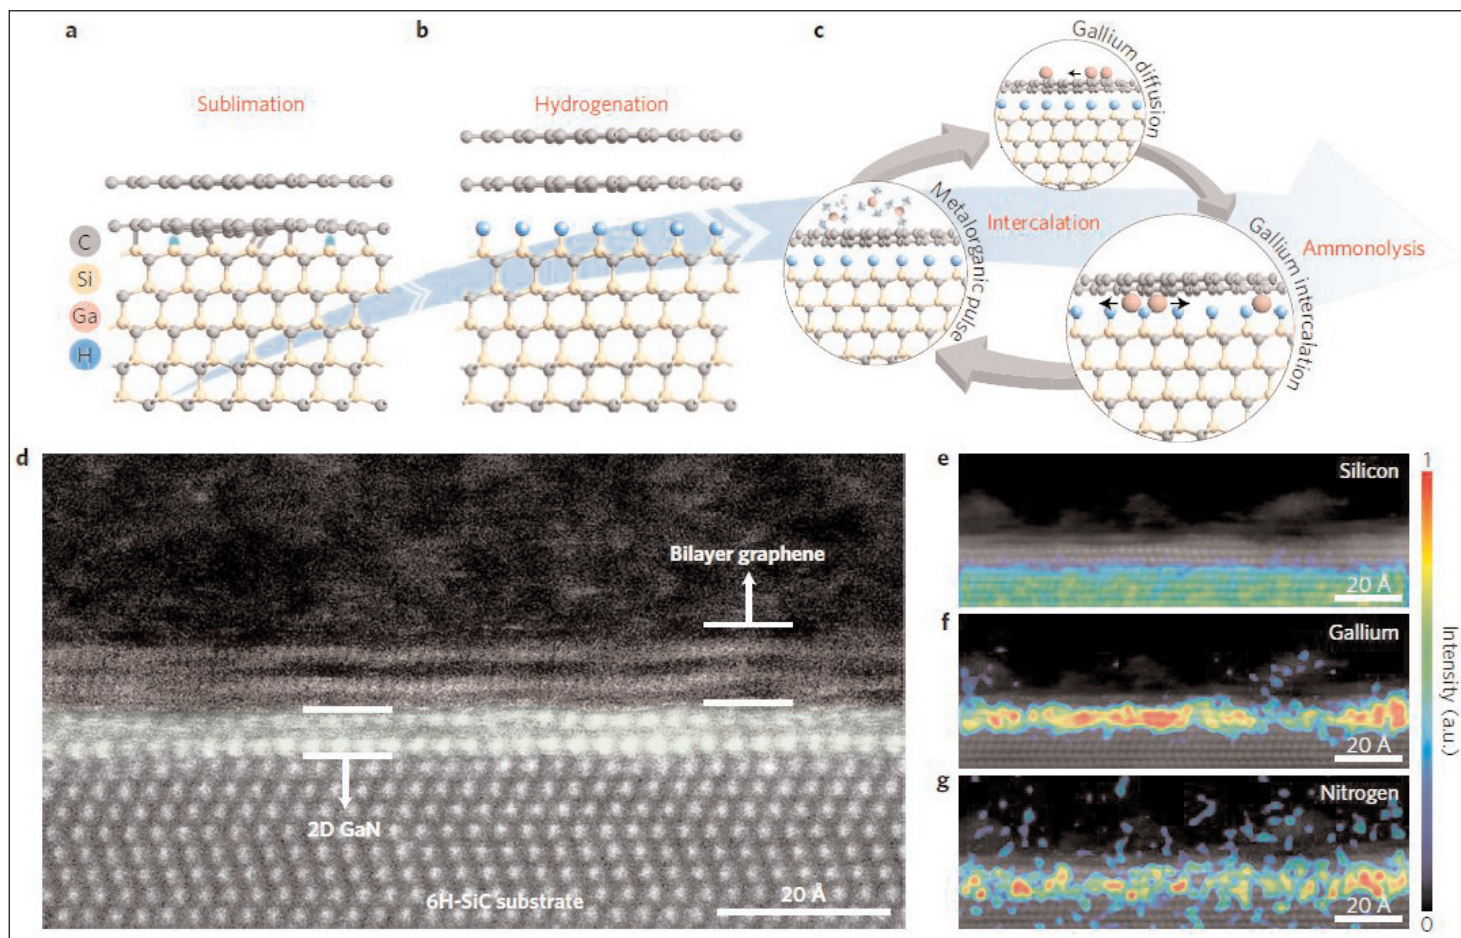 a
b
c
Sublimation
Hydrogenation
C
Si
Ga
H
Metalorganic pulse
Gallium diffusion
Intercalation
Gallium intercalation
Ammonolysis
d
Bilayer graphene
2D GaN
6H-SiC substrate
20 Å
e
Silicon
20 Å
f
Gallium
20 Å
g
Nitrogen
20 Å
1
Intensity (a.u.)
0